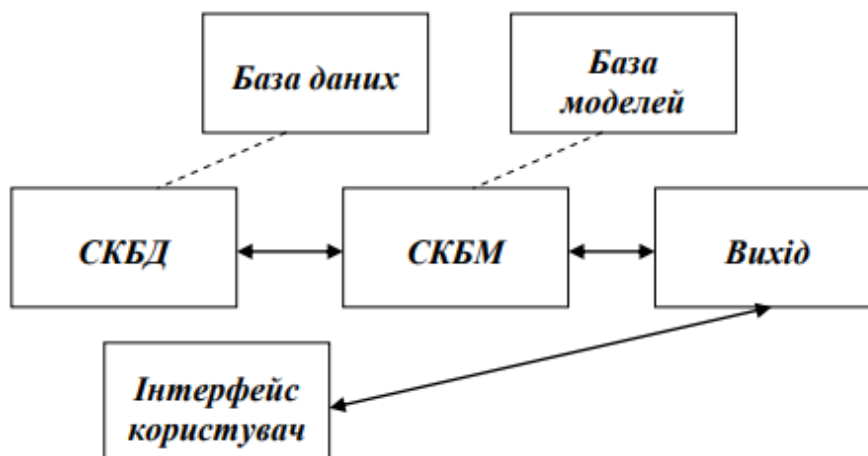 База даних
База
моделей
СКБД
СКБМ
Вихід
Інтерфейс
користувач